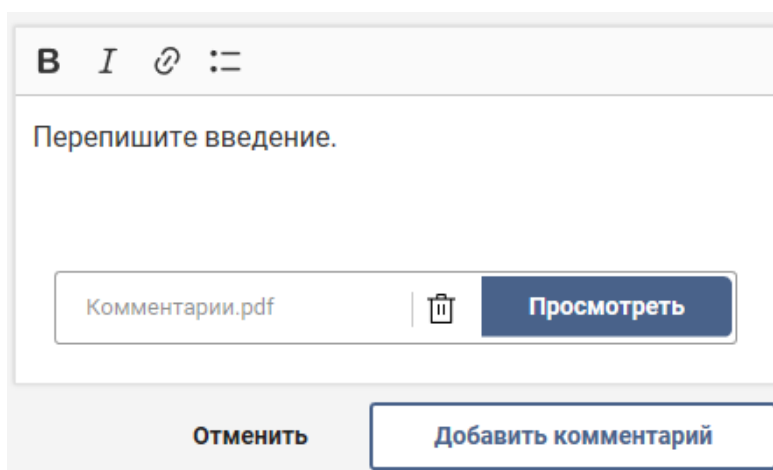 B I
Перепишите введение.
Комментарии.pdf Просмотреть
Отменить Добавить комментарий